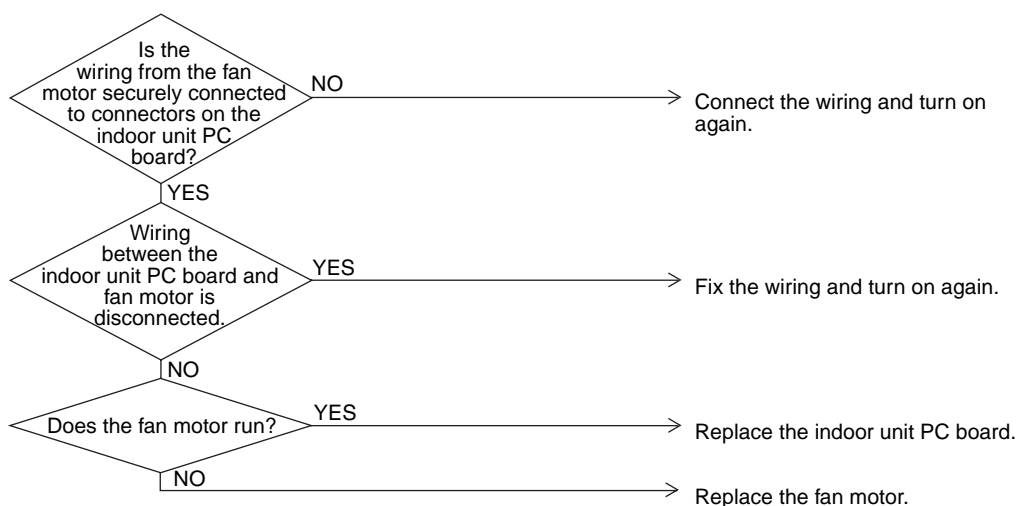 Is the
wiring from the fan
motor securely connected
to connectors on the
indoor unit PC
board?
NO
Connect the wiring and turn on
again.
YES
Wiring
between the
indoor unit PC board and
fan motor is
disconnected.
YES
Fix the wiring and turn on again.
NO
Does the fan motor run?
YES
Replace the indoor unit PC board.
NO
Replace the fan motor.